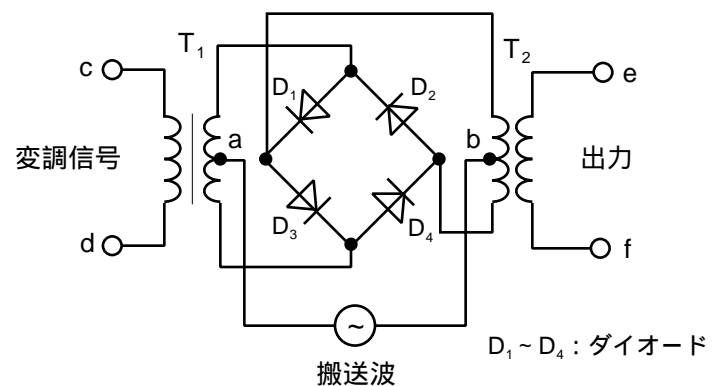 T₁
T₂
c
e
D₁
D₂
a
b
変調信号
出力
D₃
D₄
d
f
~
D₁ ~ D₄ : ダイオード
搬送波